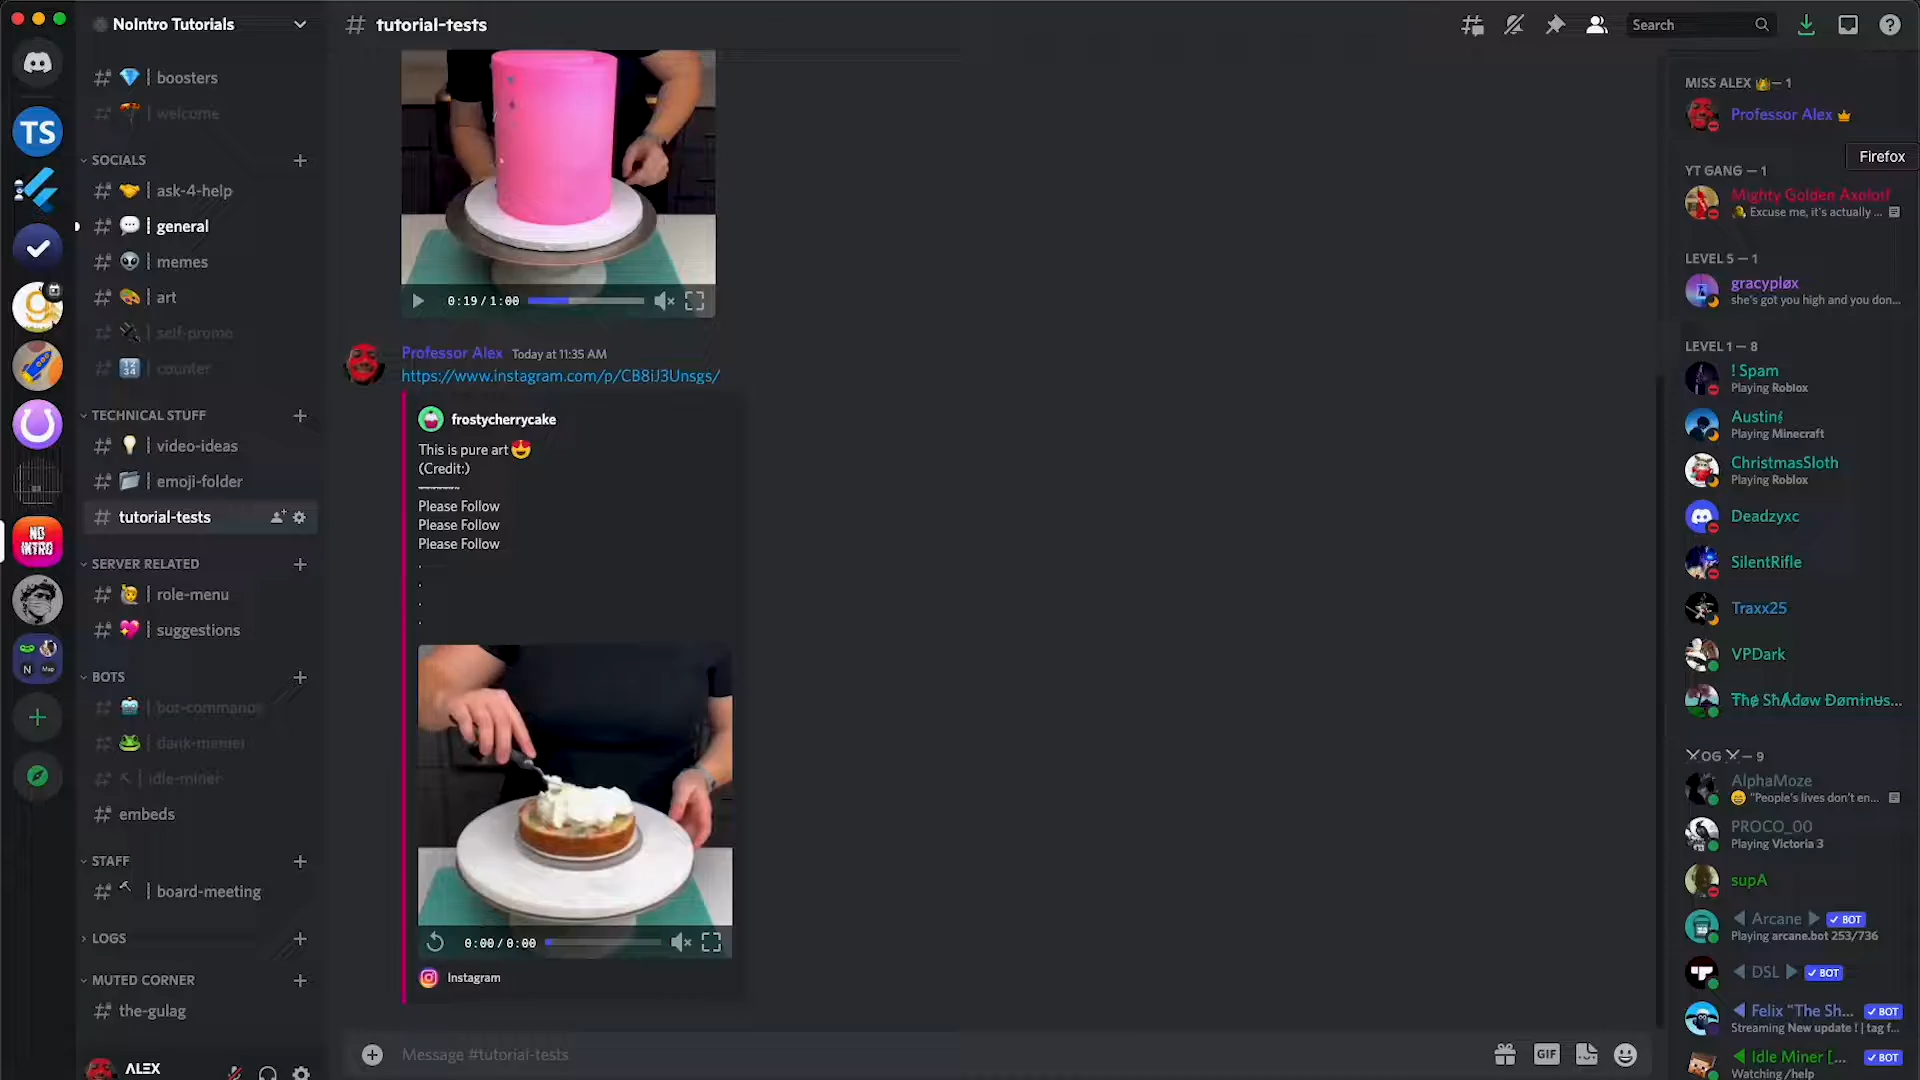 NoIntro Tutorials
boosters
welcome
SOCIALS
ask-4-help
general
memes
art
self-promo
counter
TECHNICAL STUFF
video-ideas
emoji-folder
tutorial-tests
SERVER RELATED
role-menu
suggestions
BOTS
dank-memer
idle-miner
embeds
STAFF
board-meeting
LOGS
MUTED CORNER
the-gulag
ALEX
TS
NO
INTRO
N
Map
tutorial-tests
Search
0:19 / 1:00
Professor Alex Today at 11:35 AM
https://www.instagram.com/p/CB8iJ3Unsgs/
frostycherrycake
This is pure art
(Credit:)
Please Follow
Please Follow
Please Follow
.
.
.
.
0:00 / 0:00
Instagram
Message #tutorial-tests
GIF
MISS ALEX — 1
Professor Alex
Firefox
YT GANG — 1
Mighty Golden Axolotl
Excuse me, it's actually ...
LEVEL 5 — 1
gracypløx
she's got you high and you don...
LEVEL 1 — 8
! Spam
Playing Roblox
Austin
Playing Minecraft
ChristmasSloth
Playing Roblox
Deadzyxc
SilentRifle
Traxx25
VPDark
OG — 9
AlphaMoze
"People's lives don't en...
PROCO_00
Playing Victoria 3
supA
Arcane BOT
Playing arcane.bot 253/736
DSL BOT
Felix "The Sh... BOT
Streaming New update ! | tag f...
Idle Miner [... BOT
Watching /help